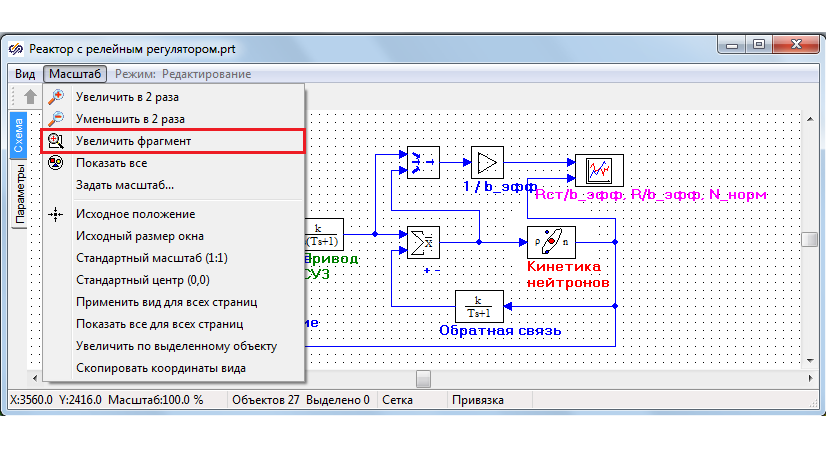 Реактор с релейным регулятором.prt
Вид Масштаб Режим: Редактирование
Увеличить в 2 раза
Уменьшить в 2 раза
Увеличить фрагмент
Показать все
Задать масштаб...
Исходное положение
Исходный размер окна
Стандартный масштаб (1:1)
Стандартный центр (0,0)
Применить вид для всех страниц
Показать все для всех страниц
Увеличить по выделенному объекту
Скопировать координаты вида
Схема
Параметры
1 / b_эфф
Rст/b_эфф, R/b_эфф, N_норм
k
(Ts+1)
Привод
СУЗ
Σx̄
+ -
ρ n
Кинетика
нейтронов
k
Ts+1
Обратная связь
X:3560.0 Y:2416.0 Масштаб:100.0 % Объектов 27 Выделено 0 Сетка Привязка